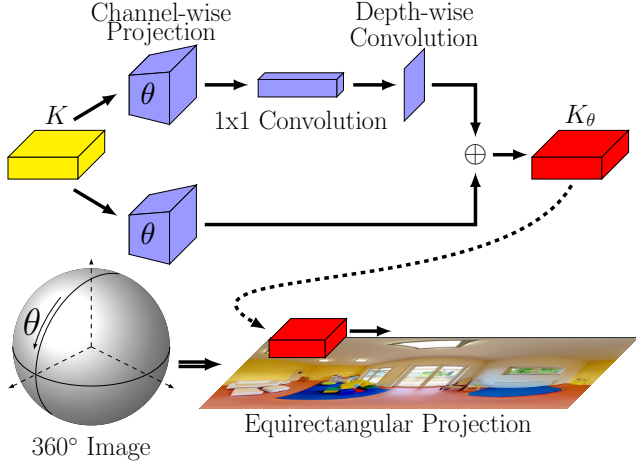 Channel-wise
Projection
Depth-wise
Convolution
K
θ
1x1 Convolution
K_θ
⊕
θ
θ
360° Image
Equirectangular Projection